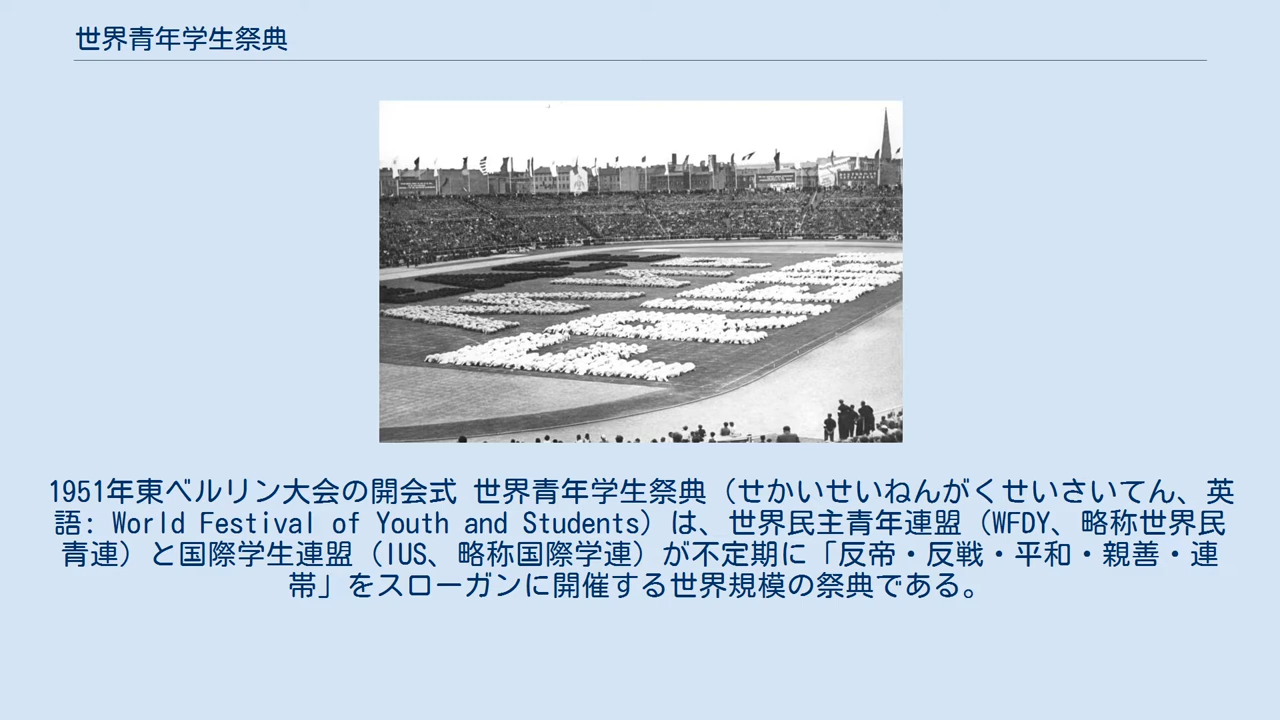 世界青年学生祭典
1951年東ベルリン大会の開会式 世界青年学生祭典（せかいせいねんがくせいさいてん、英
語: World Festival of Youth and Students）は、世界民主青年連盟（WFDY、略称世界民
青連）と国際学生連盟（IUS、略称国際学連）が不定期に「反帝・反戦・平和・親善・連
帯」をスローガンに開催する世界規模の祭典である。